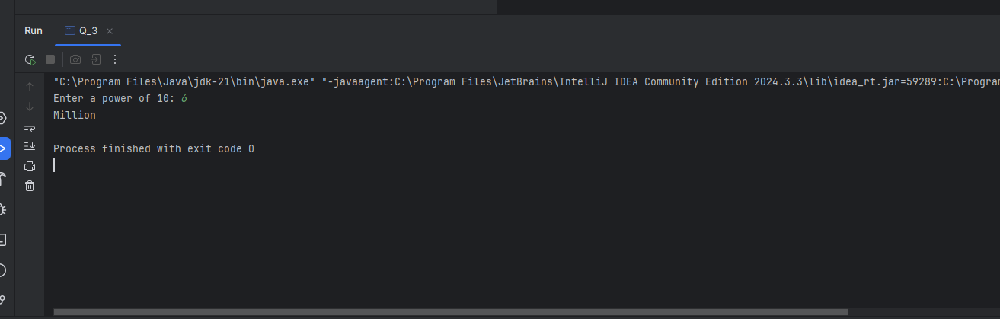 Run Q_3
"C:\Program Files\Java\jdk-21\bin\java.exe" "-javaagent:C:\Program Files\JetBrains\IntelliJ IDEA Community Edition 2024.3.3\lib\idea_rt.jar=59289:C:\Program
Enter a power of 10: 6
Million
Process finished with exit code 0